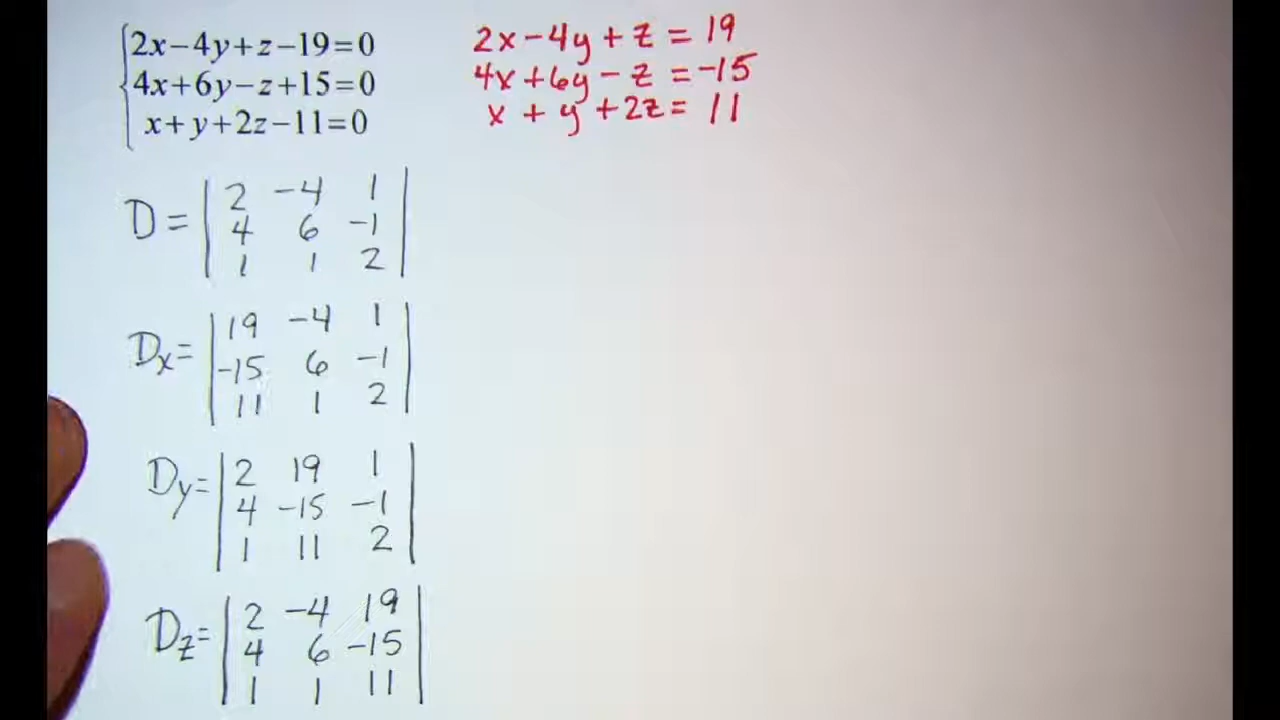 2x−4y+z−19=0
4x+6y−z+15=0
x+y+2z−11=0
2x−4y+z = 19
4x+6y−z = −15
x + y +2z = 11
D = | 2 −4 1 |
| 4 6 −1 |
| 1 1 2 |
Dx = | 19 −4 1 |
| −15 6 −1 |
| 11 1 2 |
Dy = | 2 19 1 |
| 4 −15 −1 |
| 1 11 2 |
Dz = | 2 −4 19 |
| 4 6 −15 |
| 1 1 11 |